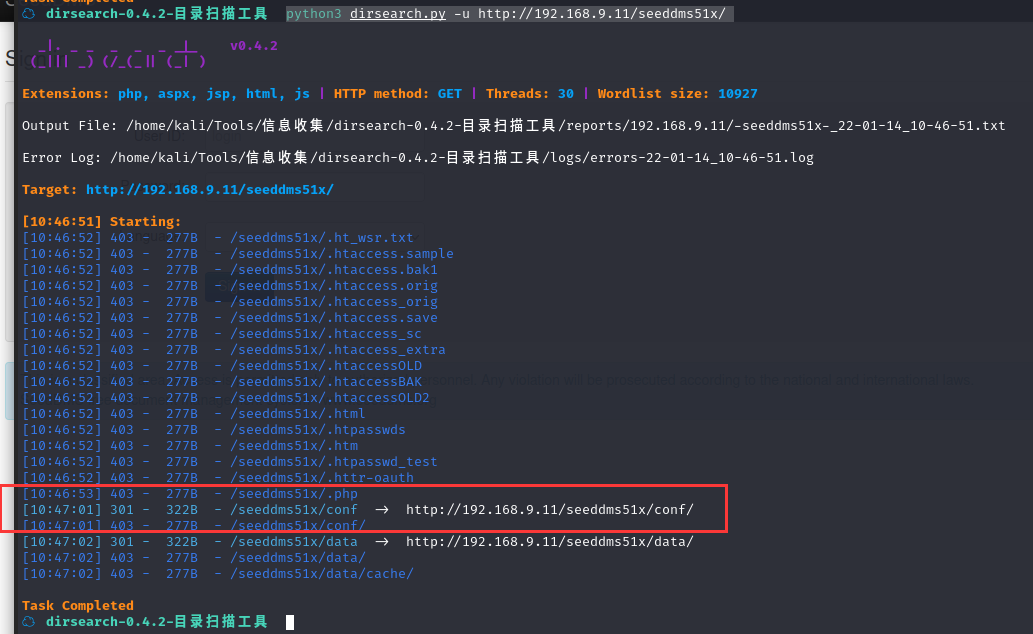 Task Completed
dirsearch-0.4.2-目录扫描工具 python3 dirsearch.py -u http://192.168.9.11/seeddms51x/
_|. _ _  _  _  _ _|_    v0.4.2
(_||| _) (/_(_|| (_| )
Extensions: php, aspx, jsp, html, js | HTTP method: GET | Threads: 30 | Wordlist size: 10927
Output File: /home/kali/Tools/信息收集/dirsearch-0.4.2-目录扫描工具/reports/192.168.9.11/-seeddms51x-_22-01-14_10-46-51.txt
Error Log: /home/kali/Tools/信息收集/dirsearch-0.4.2-目录扫描工具/logs/errors-22-01-14_10-46-51.log
Target: http://192.168.9.11/seeddms51x/
[10:46:51] Starting:
[10:46:52] 403 - 277B - /seeddms51x/.ht_wsr.txt
[10:46:52] 403 - 277B - /seeddms51x/.htaccess.sample
[10:46:52] 403 - 277B - /seeddms51x/.htaccess.bak1
[10:46:52] 403 - 277B - /seeddms51x/.htaccess.orig
[10:46:52] 403 - 277B - /seeddms51x/.htaccess_orig
[10:46:52] 403 - 277B - /seeddms51x/.htaccess.save
[10:46:52] 403 - 277B - /seeddms51x/.htaccess_sc
[10:46:52] 403 - 277B - /seeddms51x/.htaccess_extra
[10:46:52] 403 - 277B - /seeddms51x/.htaccessOLD
[10:46:52] 403 - 277B - /seeddms51x/.htaccessBAK
[10:46:52] 403 - 277B - /seeddms51x/.htaccessOLD2
[10:46:52] 403 - 277B - /seeddms51x/.html
[10:46:52] 403 - 277B - /seeddms51x/.htpasswds
[10:46:52] 403 - 277B - /seeddms51x/.htm
[10:46:52] 403 - 277B - /seeddms51x/.htpasswd_test
[10:46:52] 403 - 277B - /seeddms51x/.httr-oauth
[10:46:53] 403 - 277B - /seeddms51x/.php
[10:47:01] 301 - 322B - /seeddms51x/conf → http://192.168.9.11/seeddms51x/conf/
[10:47:01] 403 - 277B - /seeddms51x/conf/
[10:47:02] 301 - 322B - /seeddms51x/data → http://192.168.9.11/seeddms51x/data/
[10:47:02] 403 - 277B - /seeddms51x/data/
[10:47:02] 403 - 277B - /seeddms51x/data/cache/
Task Completed
dirsearch-0.4.2-目录扫描工具